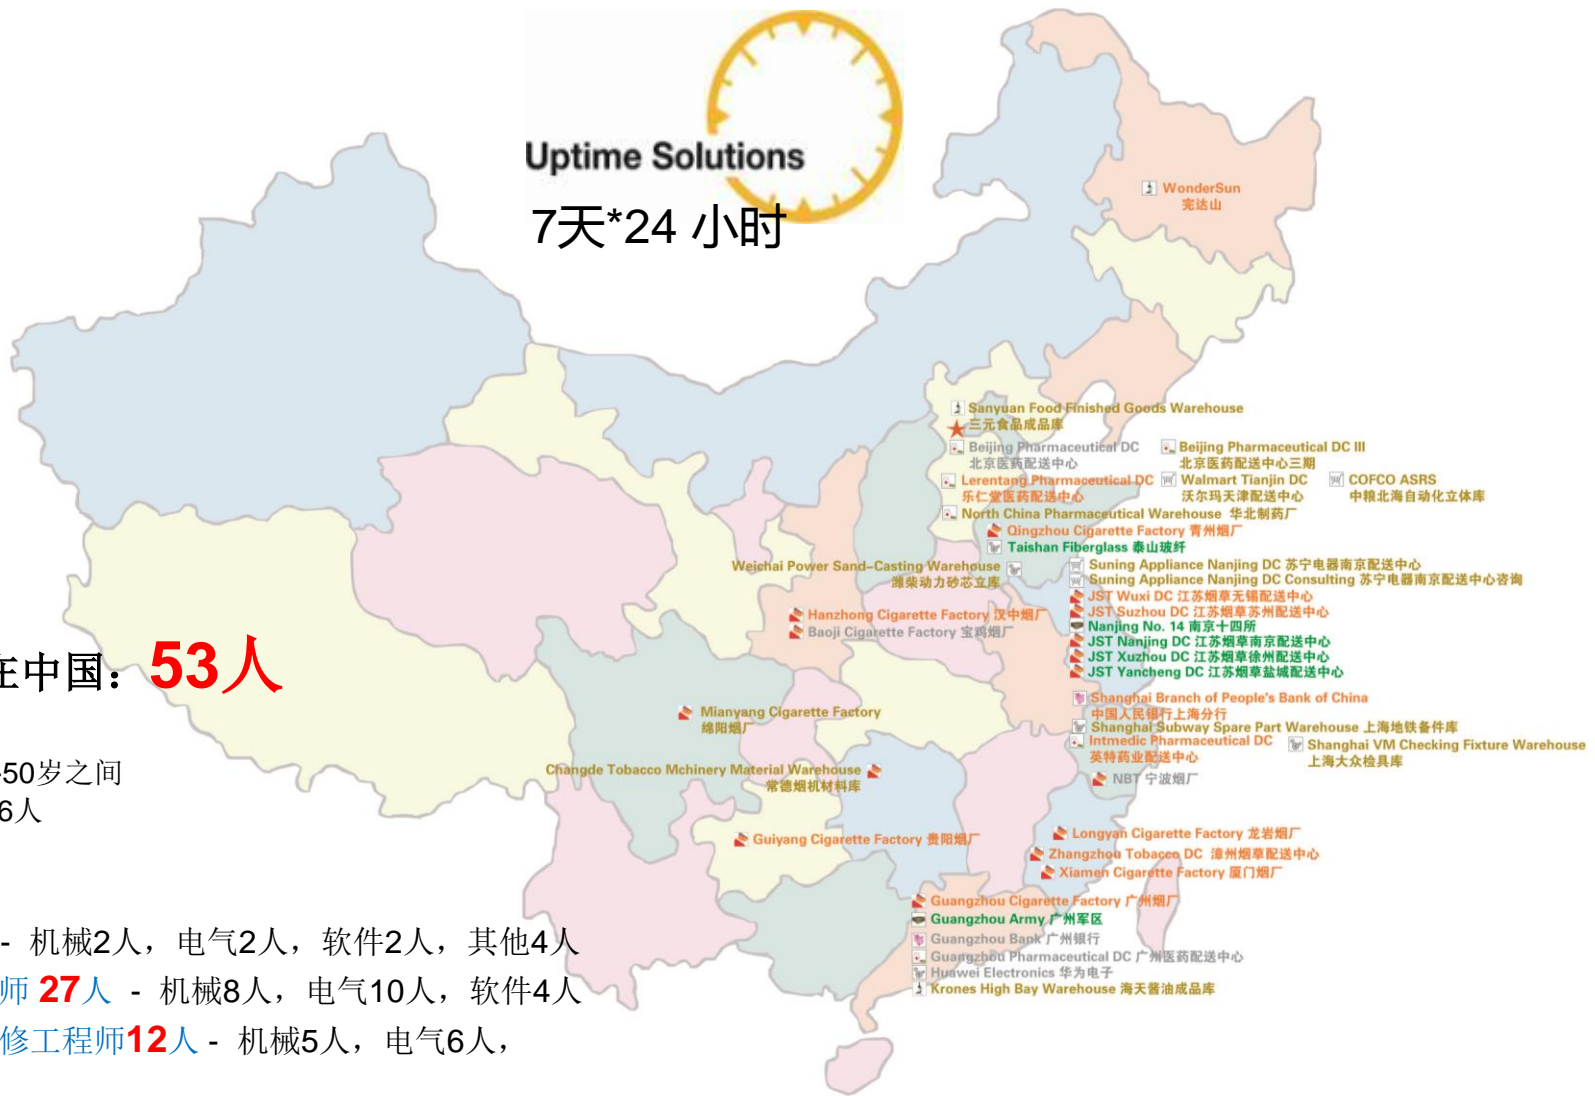 Uptime Solutions
7天*24 小时
WonderSun
完达山
Sanyuan Food Finished Goods Warehouse
三元食品成品库
Beijing Pharmaceutical DC
北京医药配送中心
Beijing Pharmaceutical DC III
北京医药配送中心三期
Lerentang Pharmaceutical DC
乐仁堂医药配送中心
Walmart Tianjin DC
沃尔玛天津配送中心
COFCO ASRS
中粮北海自动化立体库
North China Pharmaceutical Warehouse 华北制药厂
Qingzhou Cigarette Factory 青州烟厂
Taishan Fiberglass 泰山玻纤
Weichai Power Sand-Casting Warehouse
潍柴动力砂芯立库
Suning Appliance Nanjing DC 苏宁电器南京配送中心
Suning Appliance Nanjing DC Consulting 苏宁电器南京配送中心咨询
JST Wuxi DC 江苏烟草无锡配送中心
JST Suzhou DC 江苏烟草苏州配送中心
Nanjing No. 14 南京十四所
JST Nanjing DC 江苏烟草南京配送中心
JST Xuzhou DC 江苏烟草徐州配送中心
JST Yancheng DC 江苏烟草盐城配送中心
Hanzhong Cigarette Factory 汉中烟厂
Baoji Cigarette Factory 宝鸡烟厂
在中国：53人
Mianyang Cigarette Factory
绵阳烟厂
Shanghai Branch of People's Bank of China
中国人民银行上海分行
Shanghai Subway Spare Part Warehouse 上海地铁备件库
Intmedic Pharmaceutical DC
英特药业配送中心
Shanghai VM Checking Fixture Warehouse
上海大众检具库
NBT 宁波烟厂
Changde Tobacco Mchinery Material Warehouse
常德烟机材料库
50岁之间
6人
Guiyang Cigarette Factory 贵阳烟厂
Longyan Cigarette Factory 龙岩烟厂
Zhangzhou Tobacco DC 漳州烟草配送中心
Xiamen Cigarette Factory 厦门烟厂
Guangzhou Cigarette Factory 广州烟厂
Guangzhou Army 广州军区
Guangzhou Bank 广州银行
Guangzhou Pharmaceutical DC 广州医药配送中心
Huawei Electronics 华为电子
Krones High Bay Warehouse 海天酱油成品库
- 机械2人，电气2人，软件2人，其他4人
师 27人 - 机械8人，电气10人，软件4人
修工程师12人 - 机械5人，电气6人，